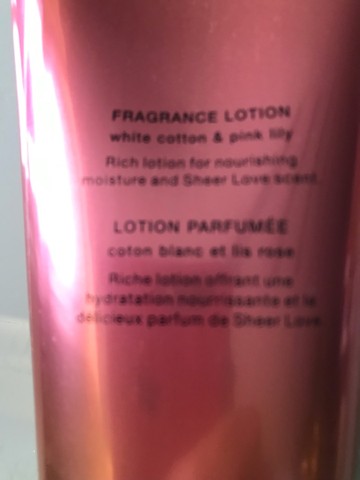 FRAGRANCE LOTION
white cotton & pink lily
Rich lotion for nourishing
moisture and Sheer Love scent.
LOTION PARFUMÉE
coton blanc et lis rose
Riche lotion offrant une
hydratation nourrissante et le
délicieux parfum de Sheer Love.